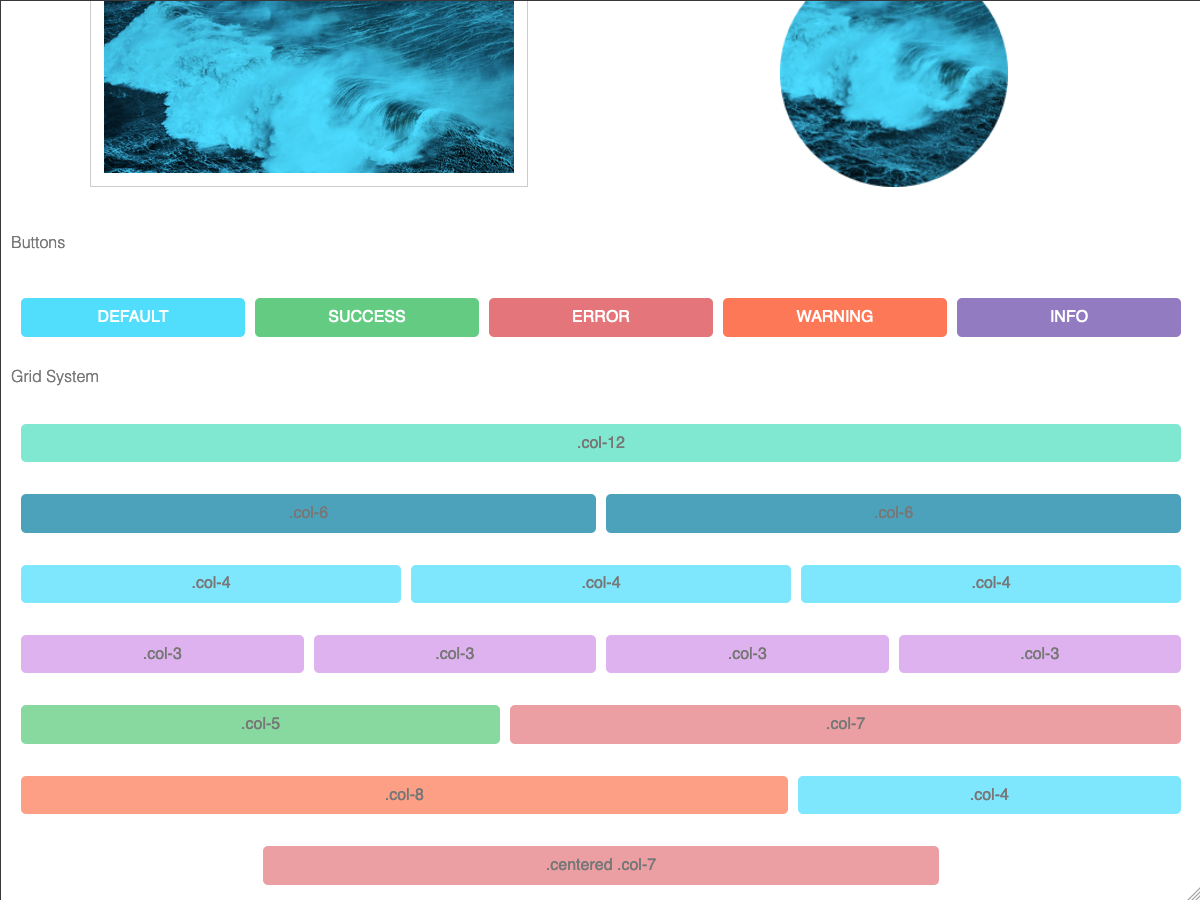 Buttons
DEFAULT SUCCESS ERROR WARNING INFO
Grid System
.col-12
.col-6 .col-6
.col-4 .col-4 .col-4
.col-3 .col-3 .col-3 .col-3
.col-5 .col-7
.col-8 .col-4
.centered .col-7